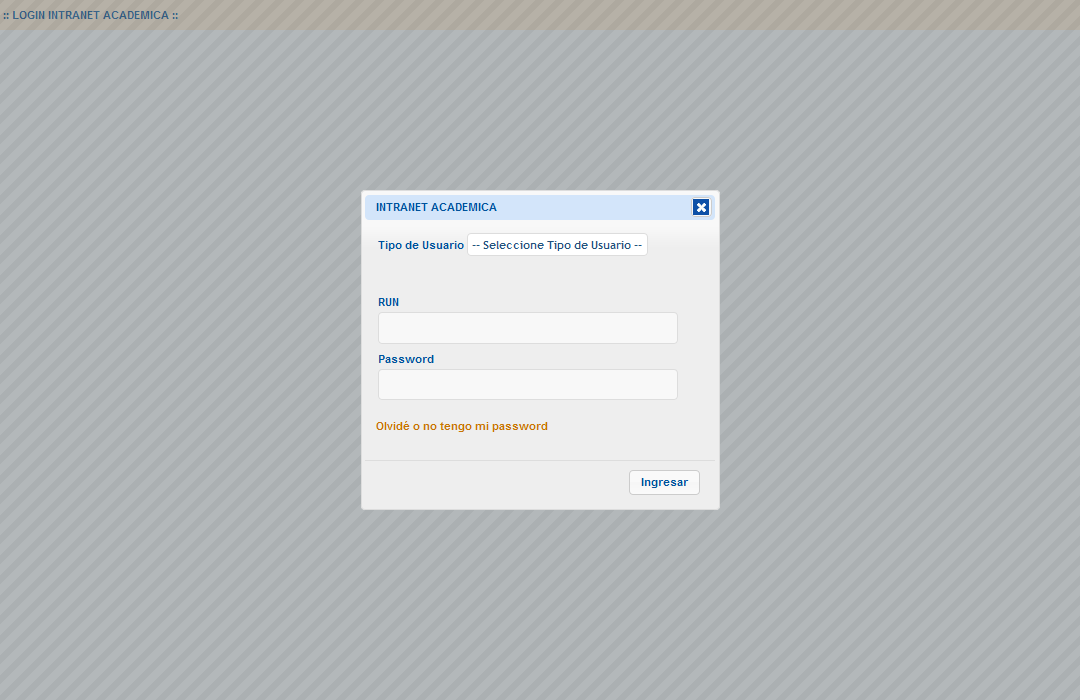 :: LOGIN INTRANET ACADEMICA ::
INTRANET ACADEMICA
Tipo de Usuario -- Seleccione Tipo de Usuario --
RUN
Password
Olvidé o no tengo mi password
Ingresar